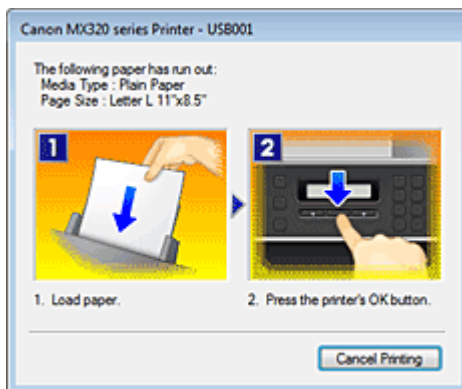 Canon MX320 series Printer - USB001
The following paper has run out:
Media Type : Plain Paper
Page Size : Letter L 11"x8.5"
1
2
1. Load paper.
2. Press the printer's OK button.
Cancel Printing